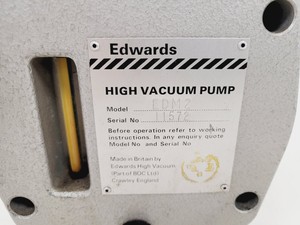 Edwards
HIGH VACUUM PUMP
Model EDM2
Serial No 11572
Before operation refer to working
instructions. In any enquiry quote
Model No and Serial No
Made in Britain by
Edwards High Vacuum
(Part of BOC Ltd)
Crawley England